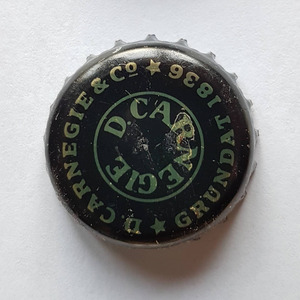 D. CARNEGIE & Co ★ GRUNDAT 1836 ★
D. CARNEGIE